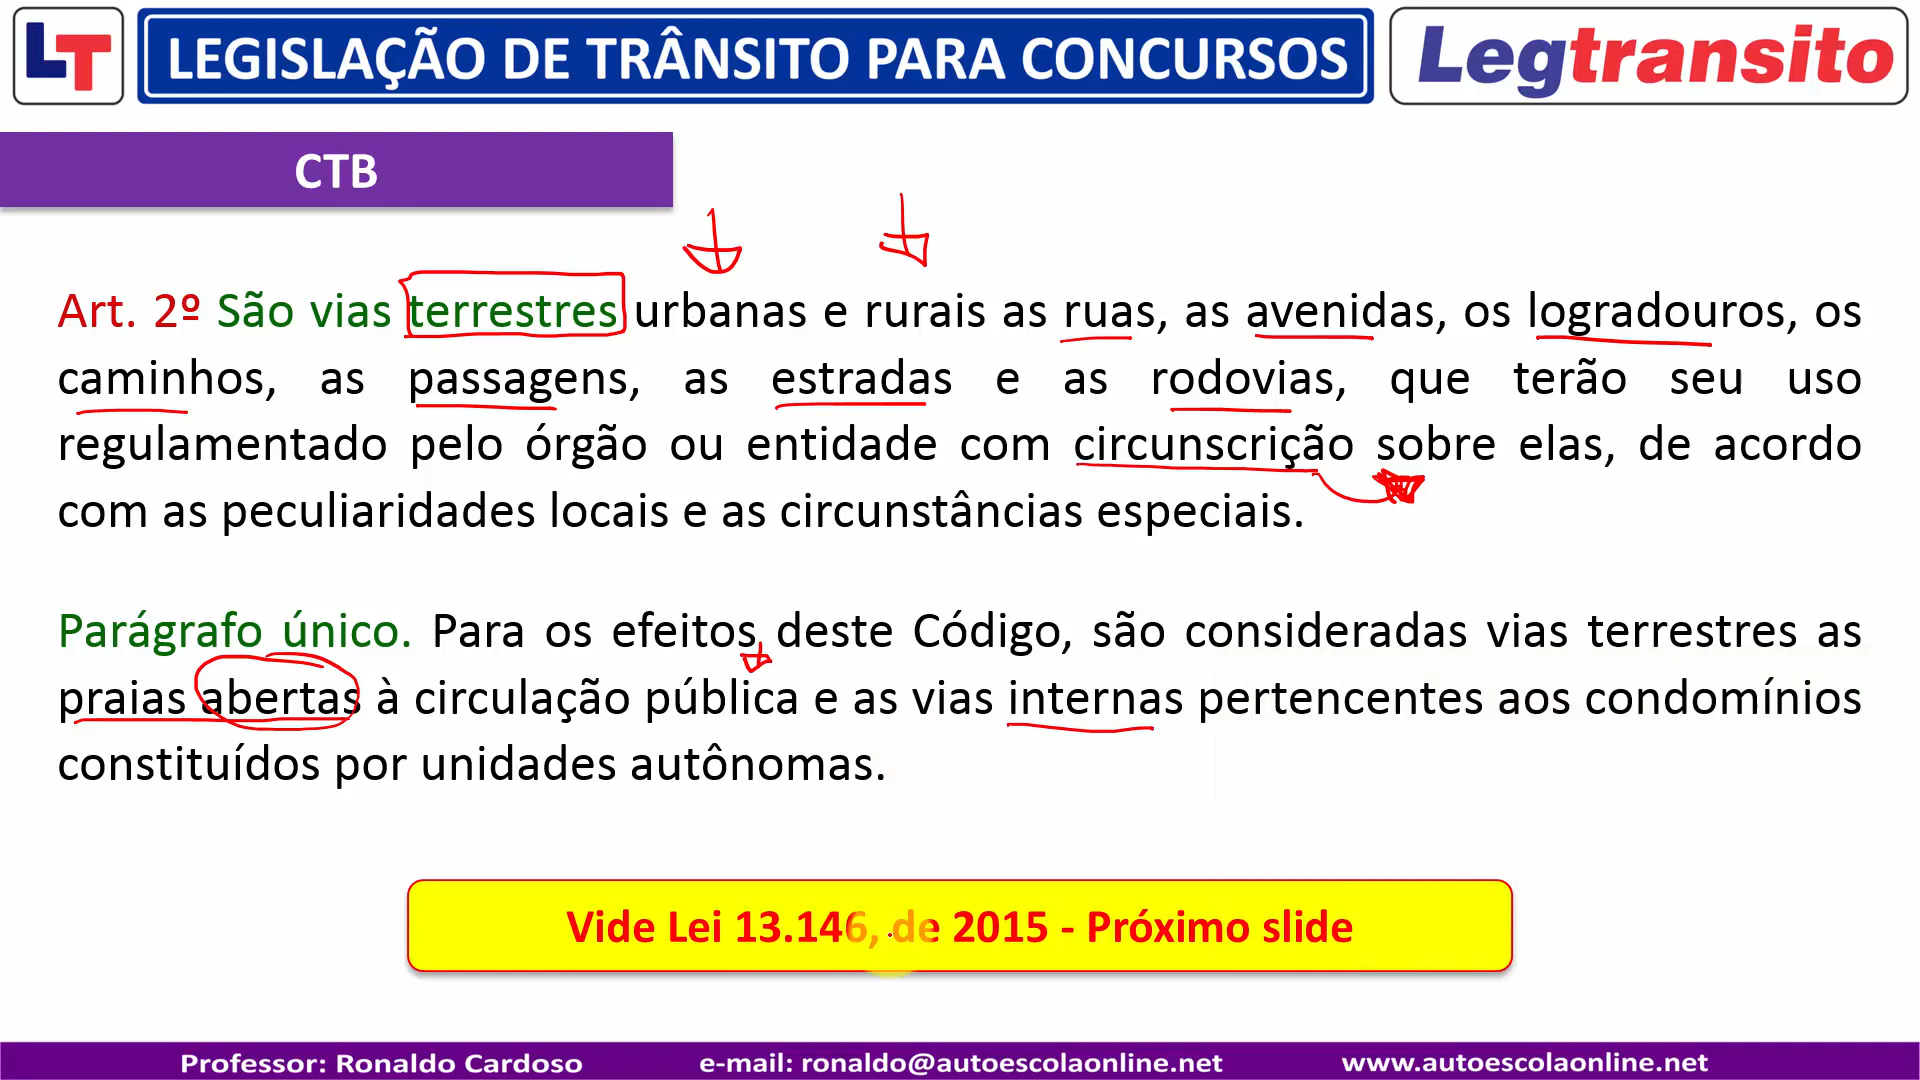 LT
LEGISLAÇÃO DE TRÂNSITO PARA CONCURSOS
Legtransito
CTB
Art. 2º São vias terrestres urbanas e rurais as ruas, as avenidas, os logradouros, os
caminhos, as passagens, as estradas e as rodovias, que terão seu uso
regulamentado pelo órgão ou entidade com circunscrição sobre elas, de acordo
com as peculiaridades locais e as circunstâncias especiais.
Parágrafo único. Para os efeitos deste Código, são consideradas vias terrestres as
praias abertas à circulação pública e as vias internas pertencentes aos condomínios
constituídos por unidades autônomas.
Vide Lei 13.146, de 2015 - Próximo slide
Professor: Ronaldo Cardoso e-mail: ronaldo@autoescolaonline.net www.autoescolaonline.net